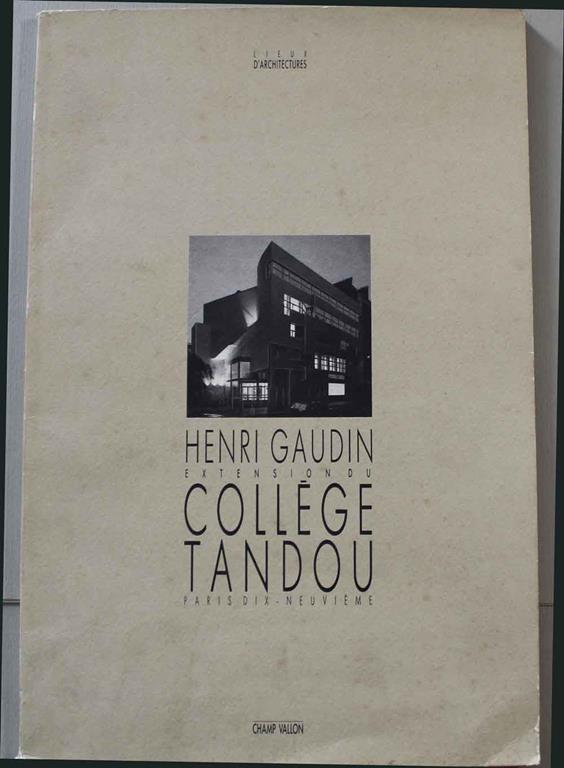 LIEUX
D'ARCHITECTURES
HENRI GAUDIN
EXTENSION DU
COLLÈGE
TANDOU
PARIS DIX-NEUVIÈME
CHAMP VALLON